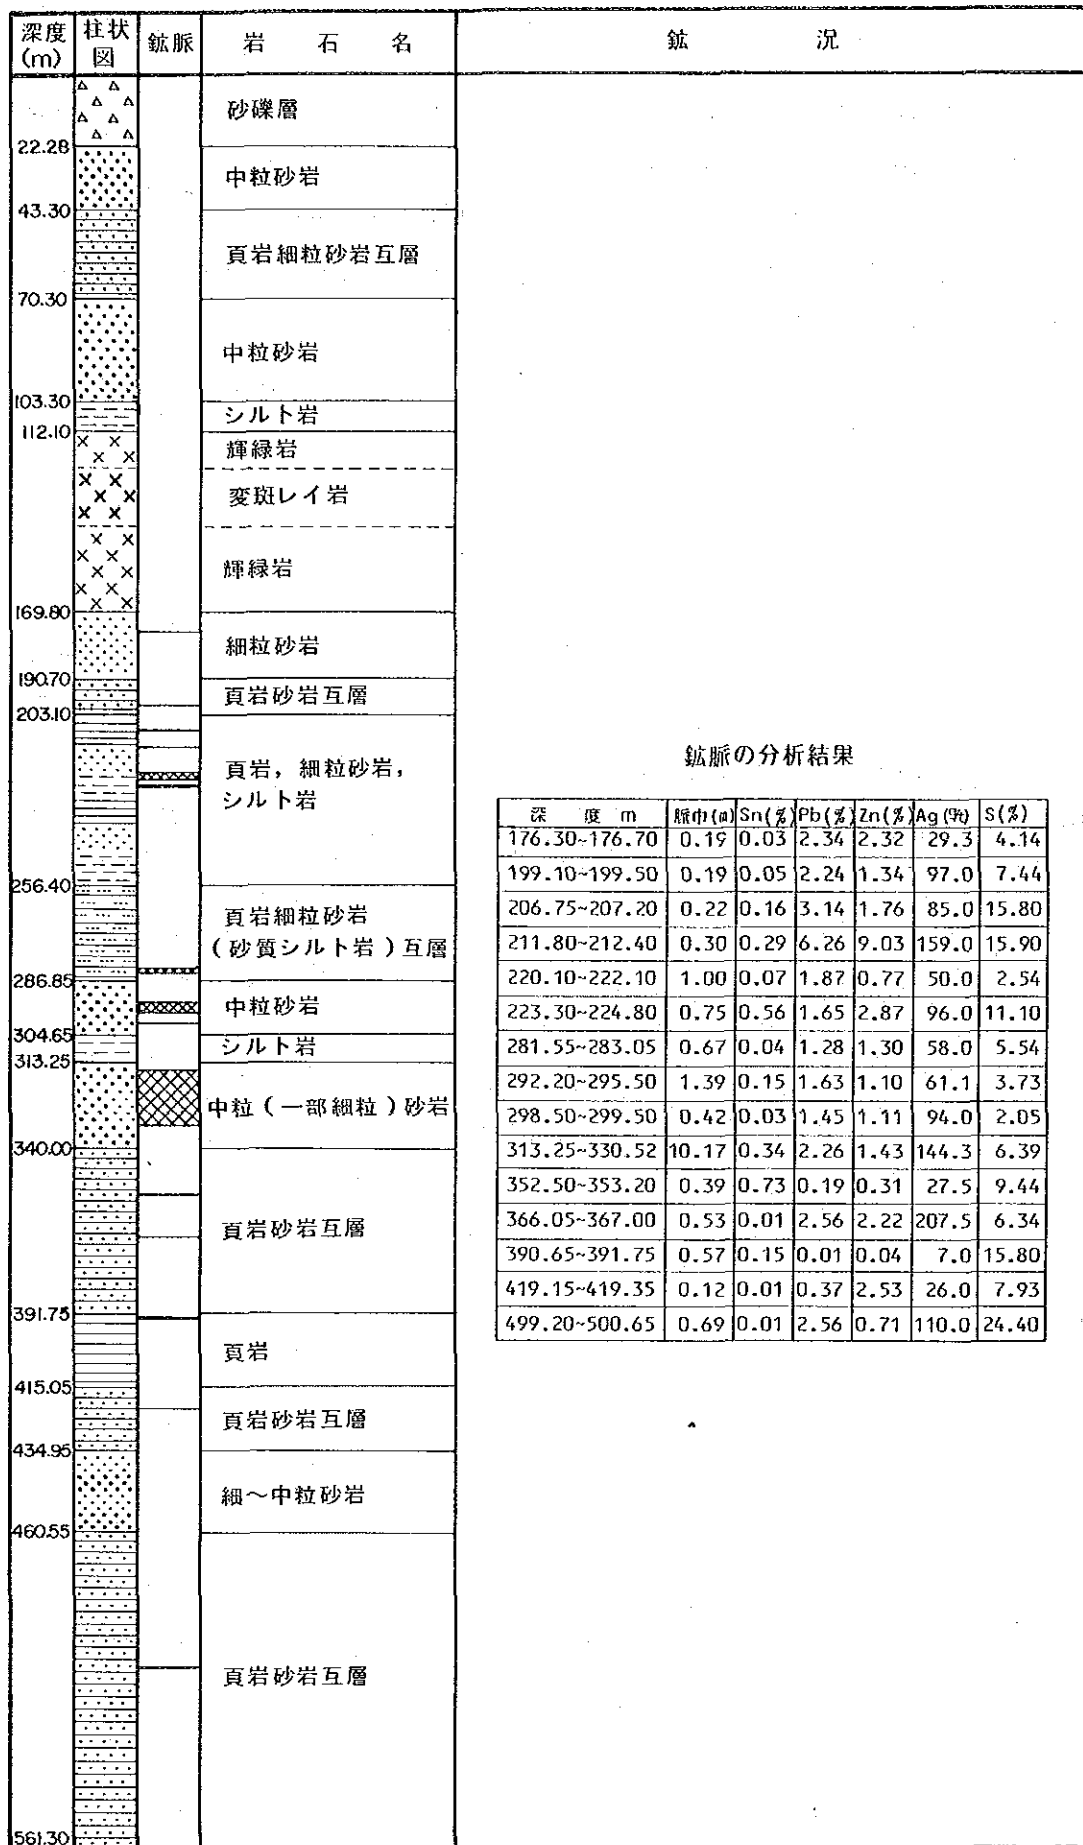 深度(m) 柱状図 鉱脈 岩石名 鉱況
砂礫層
22.28
中粒砂岩
43.30
頁岩細粒砂岩互層
70.30
中粒砂岩
103.30
シルト岩
112.10
輝緑岩
変斑レイ岩
輝緑岩
169.80
細粒砂岩
190.70
頁岩砂岩互層
203.10
頁岩，細粒砂岩，
シルト岩
256.40
頁岩細粒砂岩
(砂質シルト岩)互層
286.85
中粒砂岩
304.65
シルト岩
313.25
中粒(一部細粒)砂岩
340.00
頁岩砂岩互層
391.75
頁岩
415.05
頁岩砂岩互層
434.95
細～中粒砂岩
460.55
頁岩砂岩互層
561.30
鉱脈の分析結果
深度 m 脈巾(m) Sn(%) Pb(%) Zn(%) Ag(g/t) S(%)
176.30~176.70 0.19 0.03 2.34 2.32 29.3 4.14
199.10~199.50 0.19 0.05 2.24 1.34 97.0 7.44
206.75~207.20 0.22 0.16 3.14 1.76 85.0 15.80
211.80~212.40 0.30 0.29 6.26 9.03 159.0 15.90
220.10~222.10 1.00 0.07 1.87 0.77 50.0 2.54
223.30~224.80 0.75 0.56 1.65 2.87 96.0 11.10
281.55~283.05 0.67 0.04 1.28 1.30 58.0 5.54
292.20~295.50 1.39 0.15 1.63 1.10 61.1 3.73
298.50~299.50 0.42 0.03 1.45 1.11 94.0 2.05
313.25~330.52 10.17 0.34 2.26 1.43 144.3 6.39
352.50~353.20 0.39 0.73 0.19 0.31 27.5 9.44
366.05~367.00 0.53 0.01 2.56 2.22 207.5 6.34
390.65~391.75 0.57 0.15 0.01 0.04 7.0 15.80
419.15~419.35 0.12 0.01 0.37 2.53 26.0 7.93
499.20~500.65 0.69 0.01 2.56 0.71 110.0 24.40